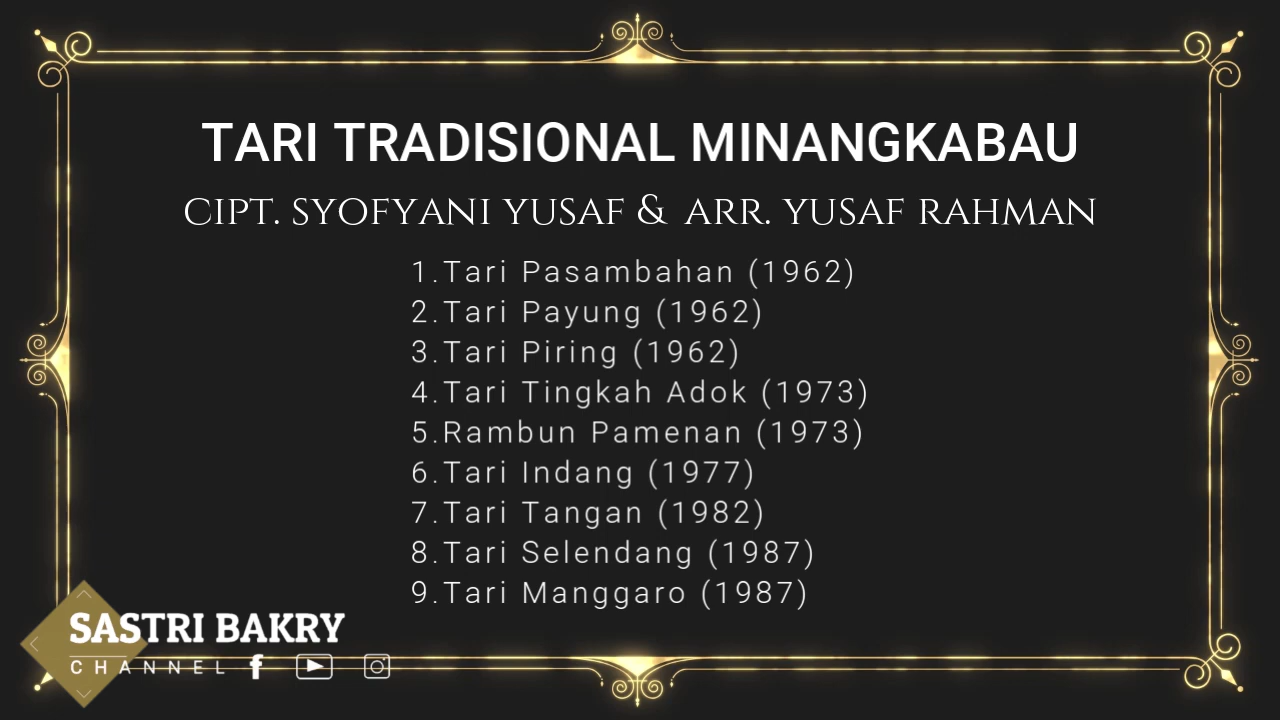 TARI TRADISIONAL MINANGKABAU
CIPT. SYOFYANI YUSAF & ARR. YUSAF RAHMAN
1.Tari Pasambahan (1962)
2.Tari Payung (1962)
3.Tari Piring (1962)
4.Tari Tingkah Adok (1973)
5.Rambun Pamenan (1973)
6.Tari Indang (1977)
7.Tari Tangan (1982)
8.Tari Selendang (1987)
9.Tari Manggaro (1987)
SASTRI BAKRY
CHANNEL